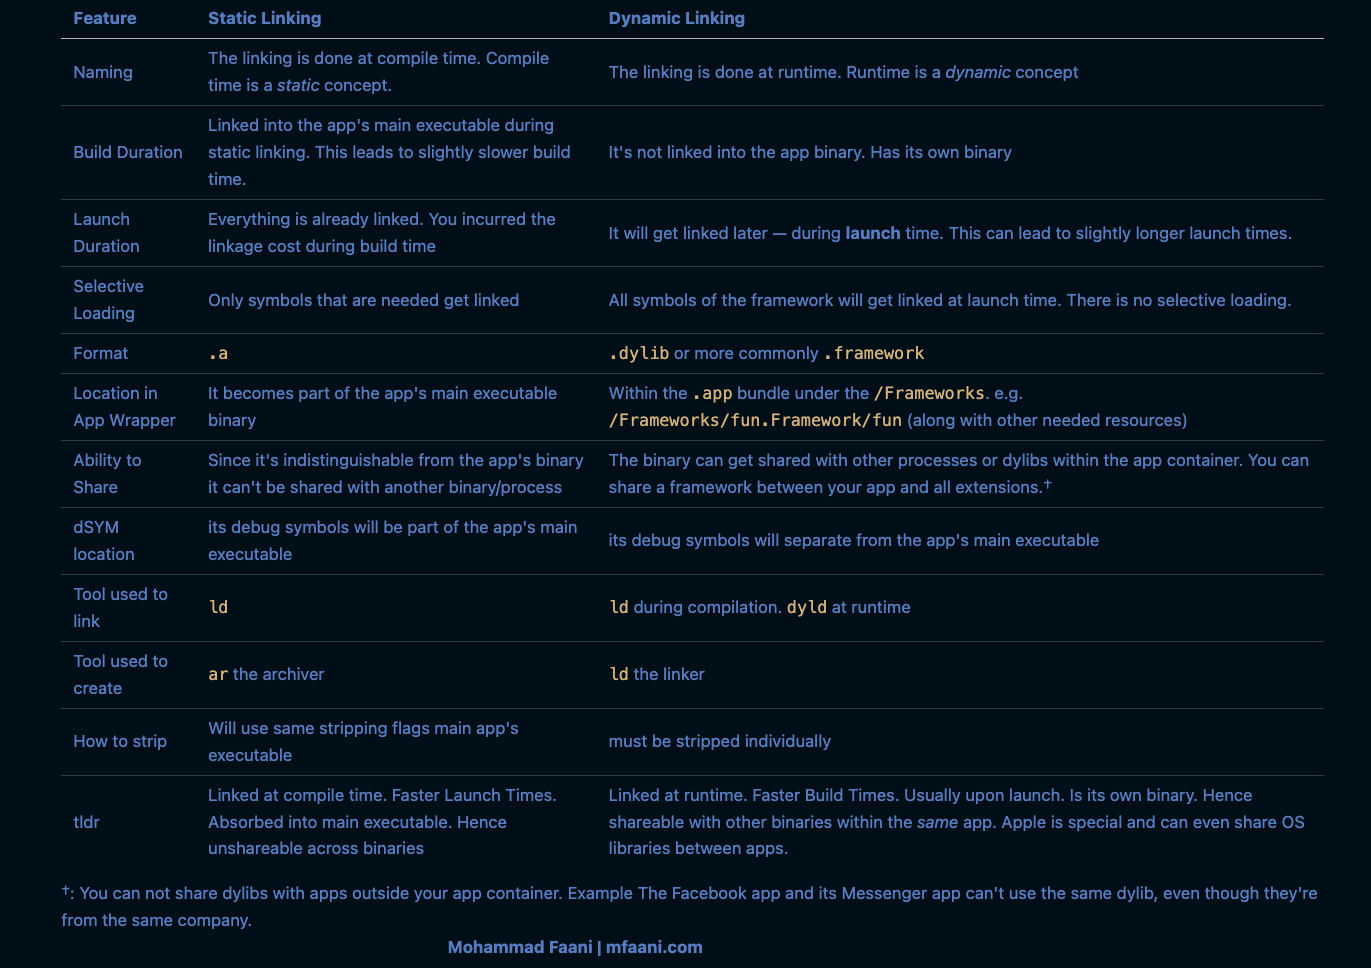 Feature Static Linking Dynamic Linking
Naming
The linking is done at compile time. Compile
time is a static concept.
The linking is done at runtime. Runtime is a dynamic concept
Build Duration
Linked into the app's main executable during
static linking. This leads to slightly slower build
time.
It's not linked into the app binary. Has its own binary
Launch
Duration
Everything is already linked. You incurred the
linkage cost during build time
It will get linked later — during launch time. This can lead to slightly longer launch times.
Selective
Loading
Only symbols that are needed get linked
All symbols of the framework will get linked at launch time. There is no selective loading.
Format
.a
.dylib or more commonly .framework
Location in
App Wrapper
It becomes part of the app's main executable
binary
Within the .app bundle under the /Frameworks. e.g.
/Frameworks/fun.Framework/fun (along with other needed resources)
Ability to
Share
Since it's indistinguishable from the app's binary
it can't be shared with another binary/process
The binary can get shared with other processes or dylibs within the app container. You can
share a framework between your app and all extensions.†
dSYM
location
its debug symbols will be part of the app's main
executable
its debug symbols will separate from the app's main executable
Tool used to
link
ld
ld during compilation. dyld at runtime
Tool used to
create
ar the archiver
ld the linker
How to strip
Will use same stripping flags main app's
executable
must be stripped individually
tldr
Linked at compile time. Faster Launch Times.
Absorbed into main executable. Hence
unshareable across binaries
Linked at runtime. Faster Build Times. Usually upon launch. Is its own binary. Hence
shareable with other binaries within the same app. Apple is special and can even share OS
libraries between apps.
†: You can not share dylibs with apps outside your app container. Example The Facebook app and its Messenger app can't use the same dylib, even though they're
from the same company.
Mohammad Faani | mfaani.com